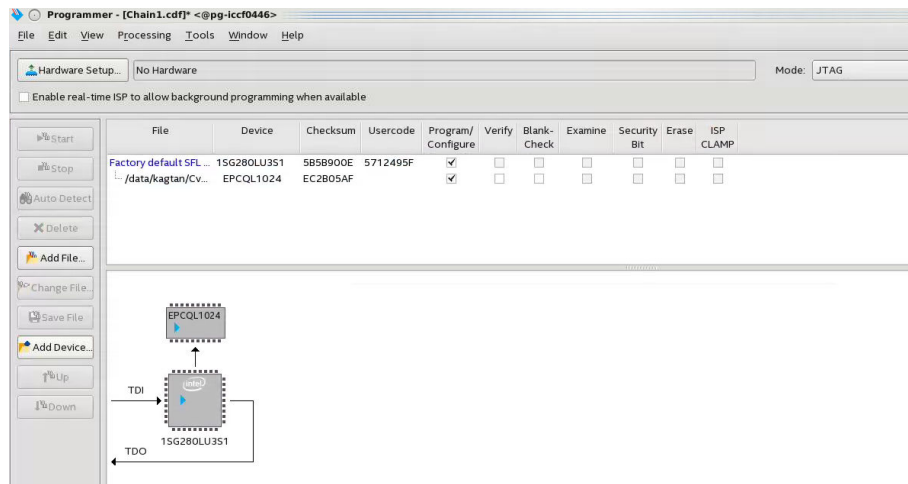 Programmer - [Chain1.cdf]* <@pg-iccf0446>
File Edit View Processing Tools Window Help
Hardware Setup... No Hardware Mode: JTAG
Enable real-time ISP to allow background programming when available
File Device Checksum Usercode Program/ Verify Blank- Examine Security Erase ISP
Configure Check Bit CLAMP
Start
Factory default SFL ... 1SG280LU3S1 5B5B900E 5712495F
Stop
/data/kagtan/Cv... EPCQL1024 EC2B05AF
Auto Detect
Delete
Add File...
Change File...
Save File
Add Device...
Up
Down
EPCQL1024
TDI
intel
1SG280LU3S1
TDO